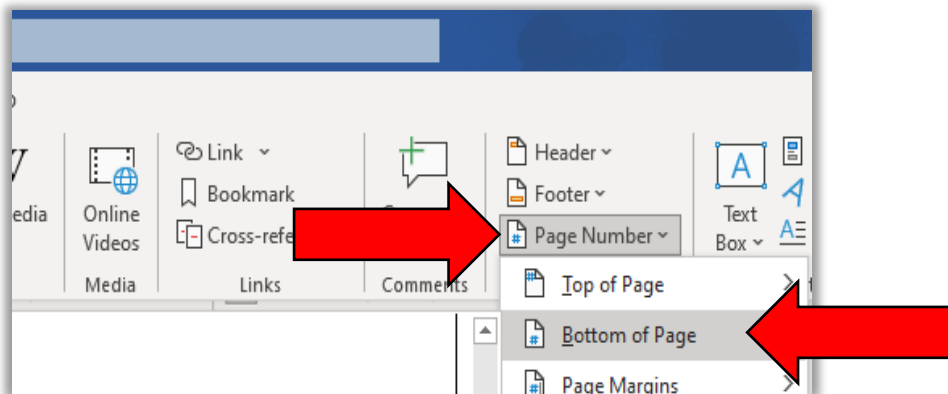 Link
Bookmark
Online
Videos
Media
Links
Comments
Header
Footer
Page Number
A
Text
Box
Top of Page
Bottom of Page
Page Margins